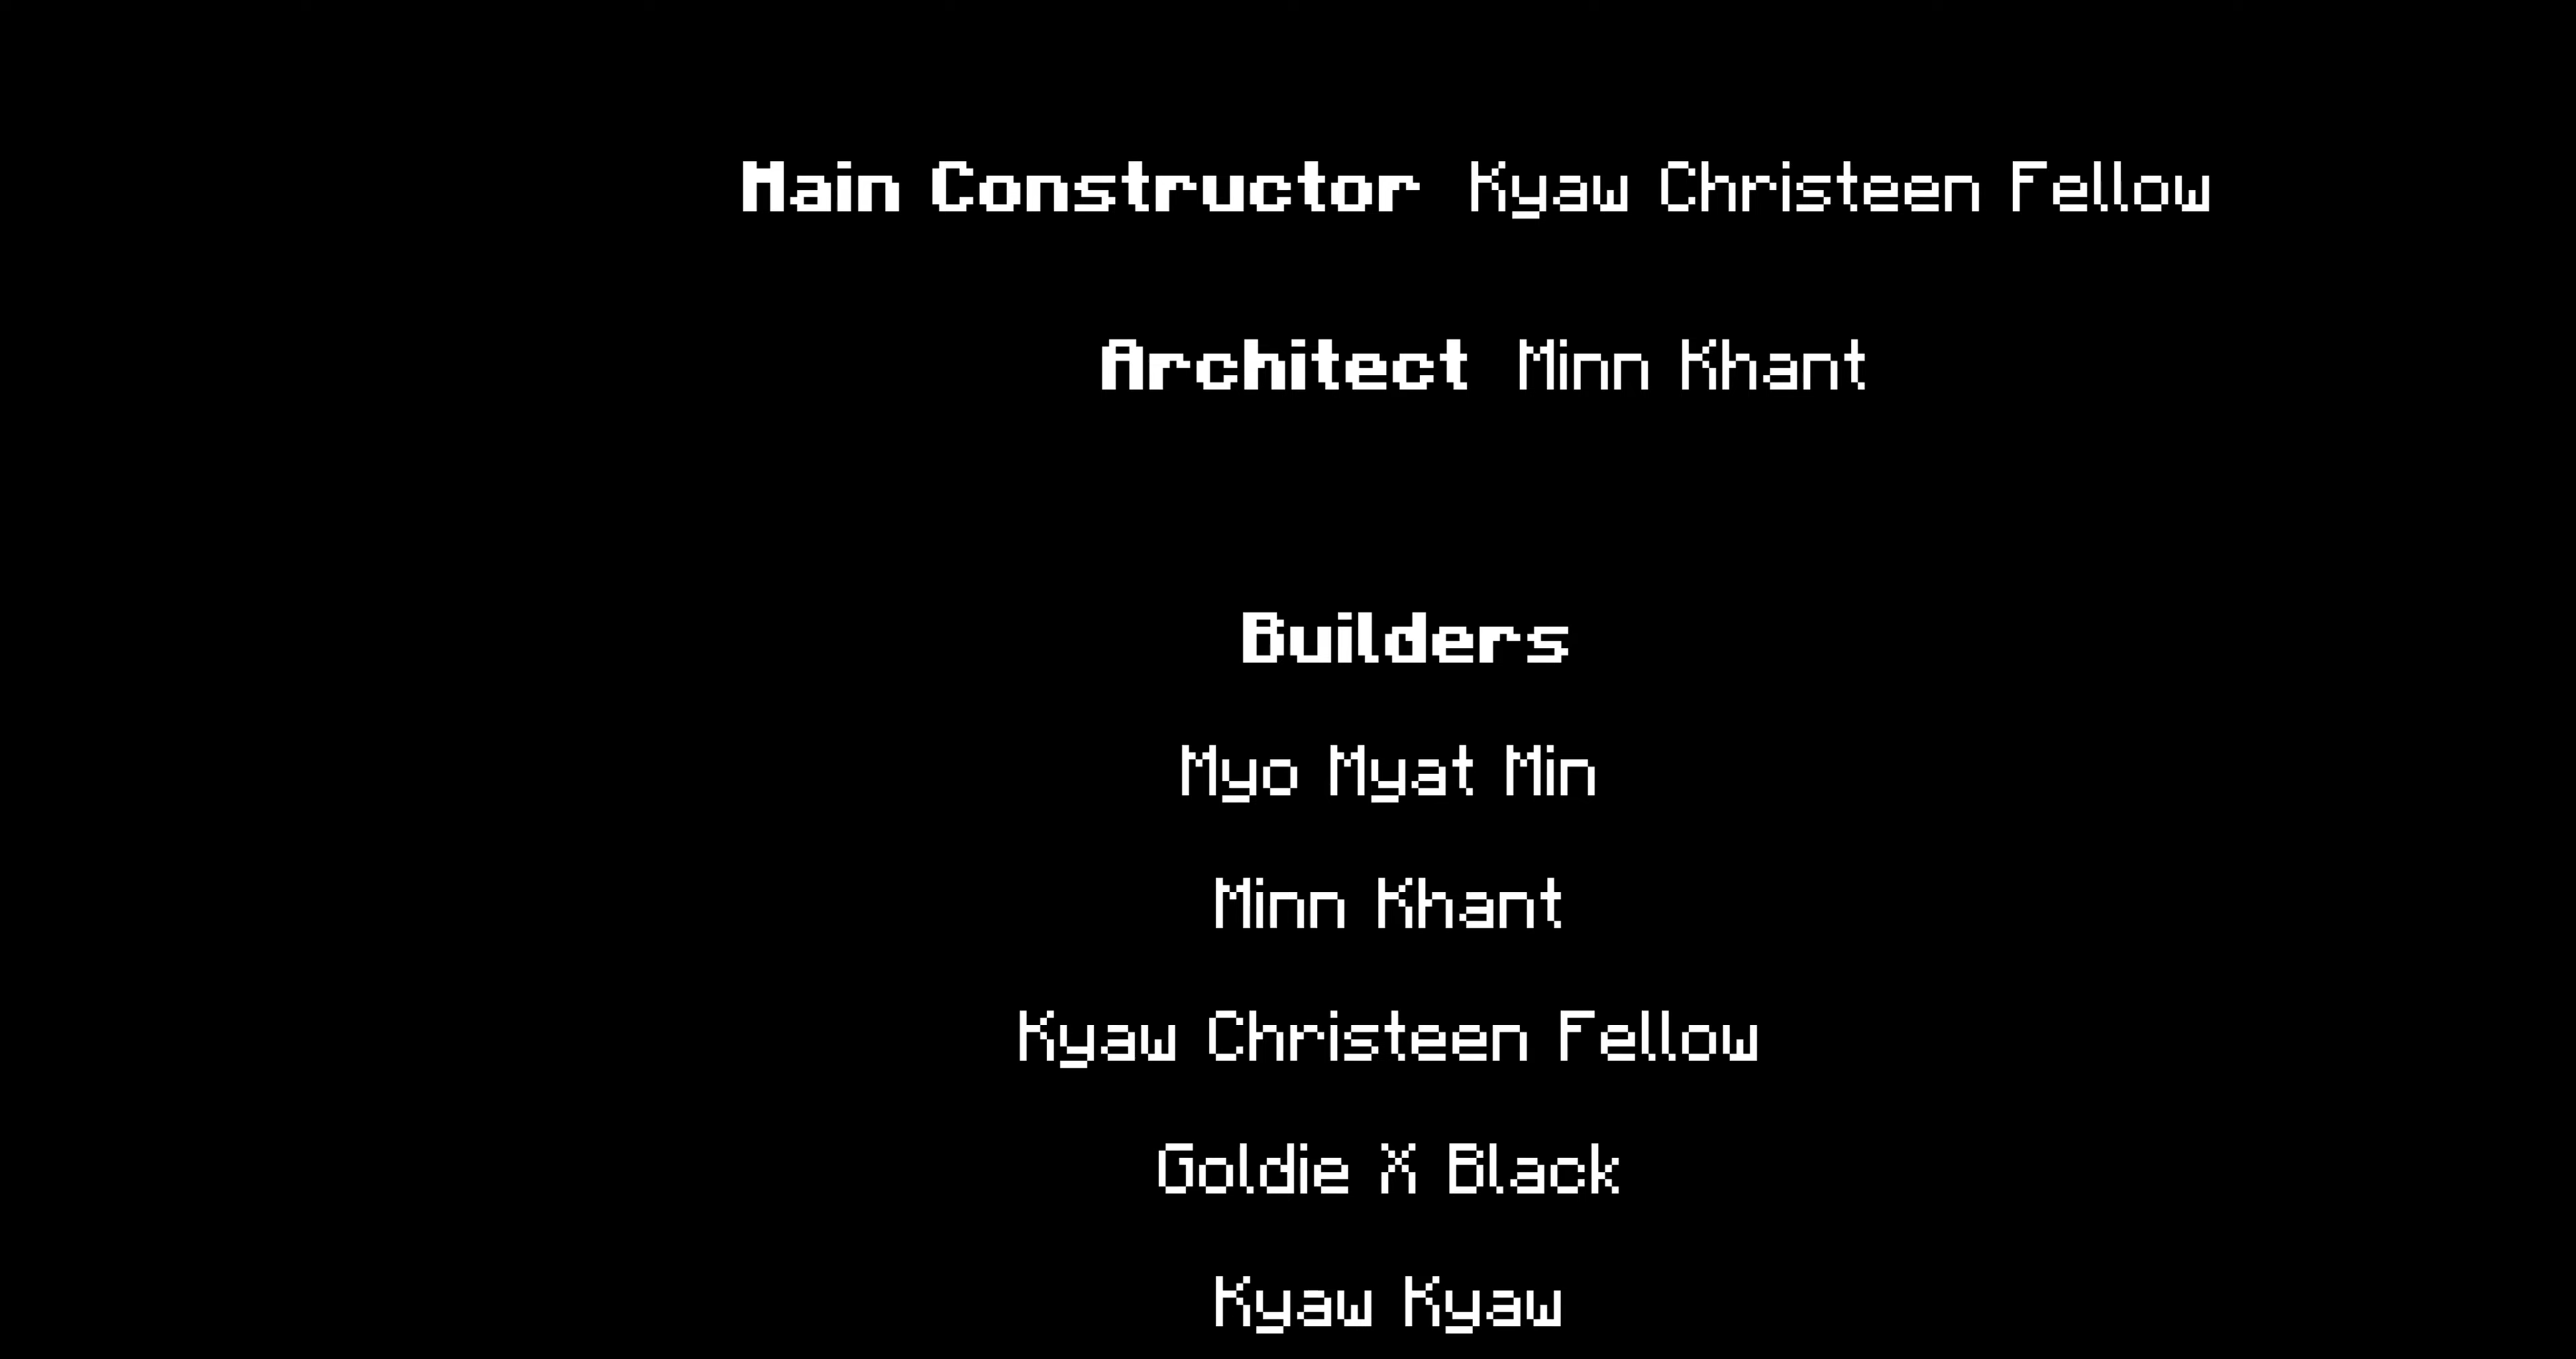 Main Constructor Kyaw Christeen Fellow
Architect Minn Khant
Builders
Myo Myat Min
Minn Khant
Kyaw Christeen Fellow
Goldie X Black
Kyaw Kyaw